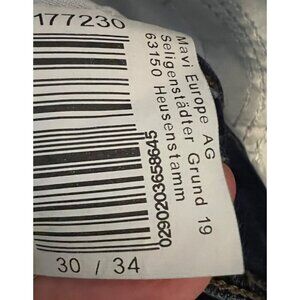 177230
Mavi Europe AG
Seligenstädter Grund 19
63150 Heusenstamm
0290203658645
30 / 34